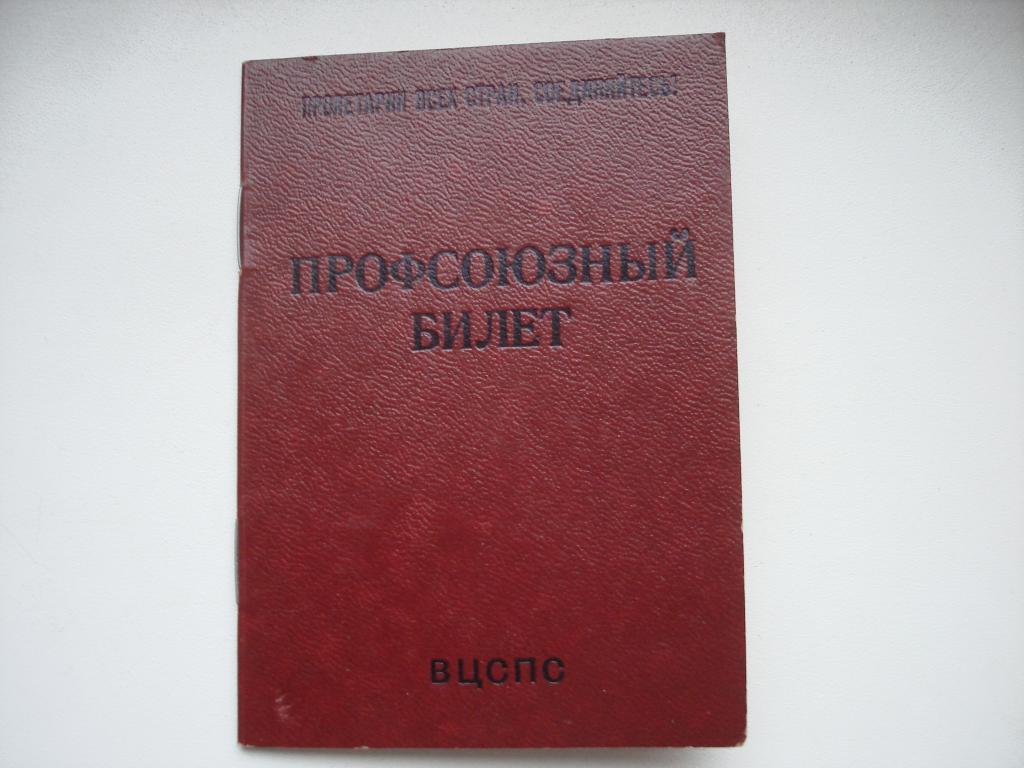 ПРОЛЕТАРИИ ВСЕХ СТРАН, СОЕДИНЯЙТЕСЬ!
ПРОФСОЮЗНЫЙ
БИЛЕТ
ВЦСПС